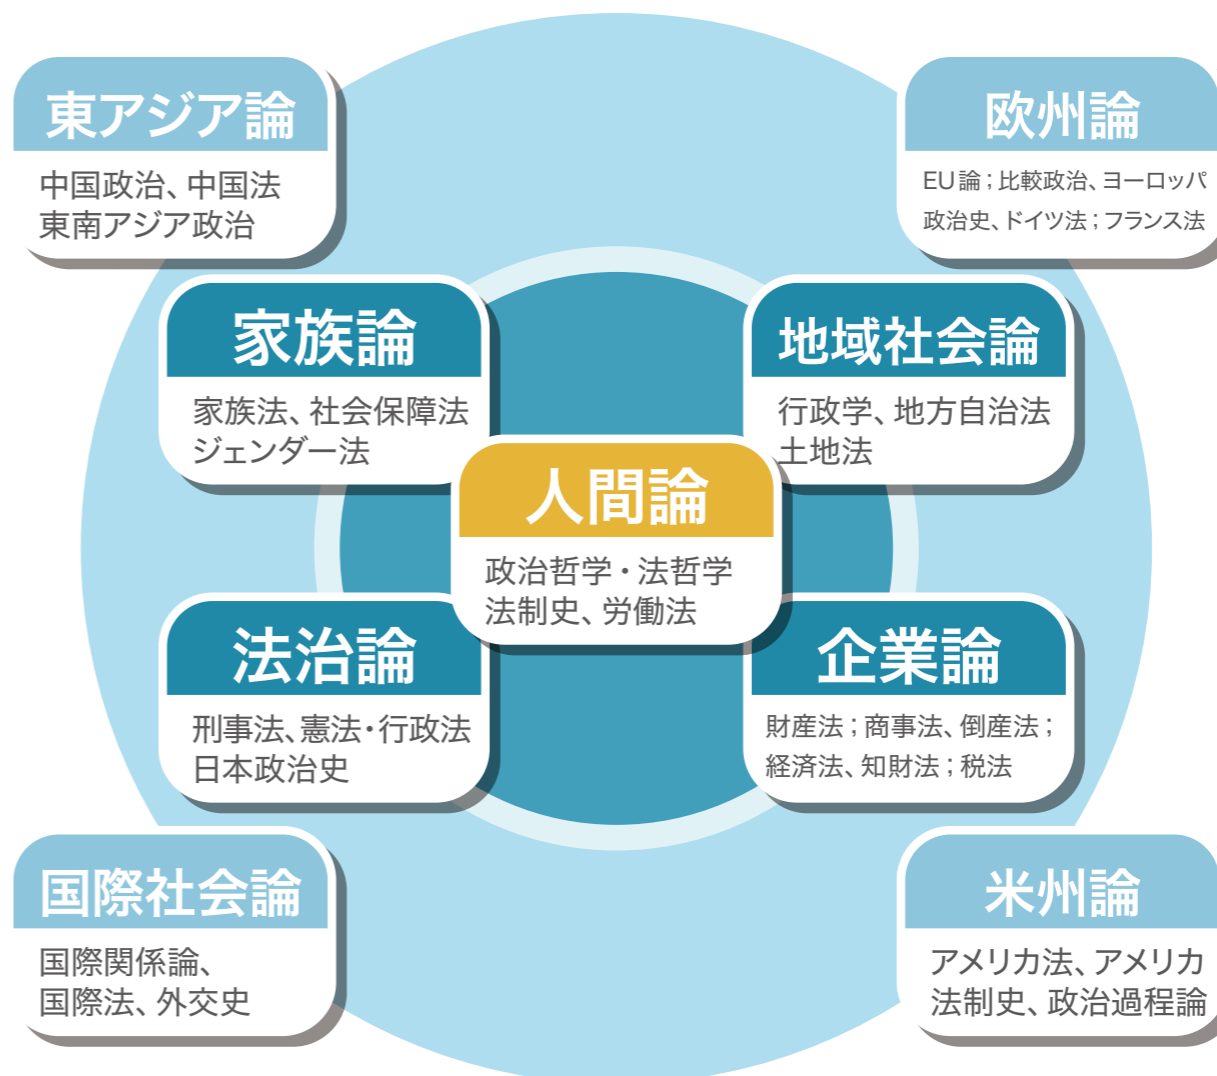 東アジア論
中国政治、中国法
東南アジア政治
欧州論
EU論；比較政治、ヨーロッパ
政治史、ドイツ法；フランス法
家族論
家族法、社会保障法
ジェンダー法
地域社会論
行政学、地方自治法
土地法
人間論
政治哲学・法哲学
法制史、労働法
法治論
刑事法、憲法・行政法
日本政治史
企業論
財産法；商事法、倒産法；
経済法、知財法；税法
国際社会論
国際関係論、
国際法、外交史
米州論
アメリカ法、アメリカ
法制史、政治過程論